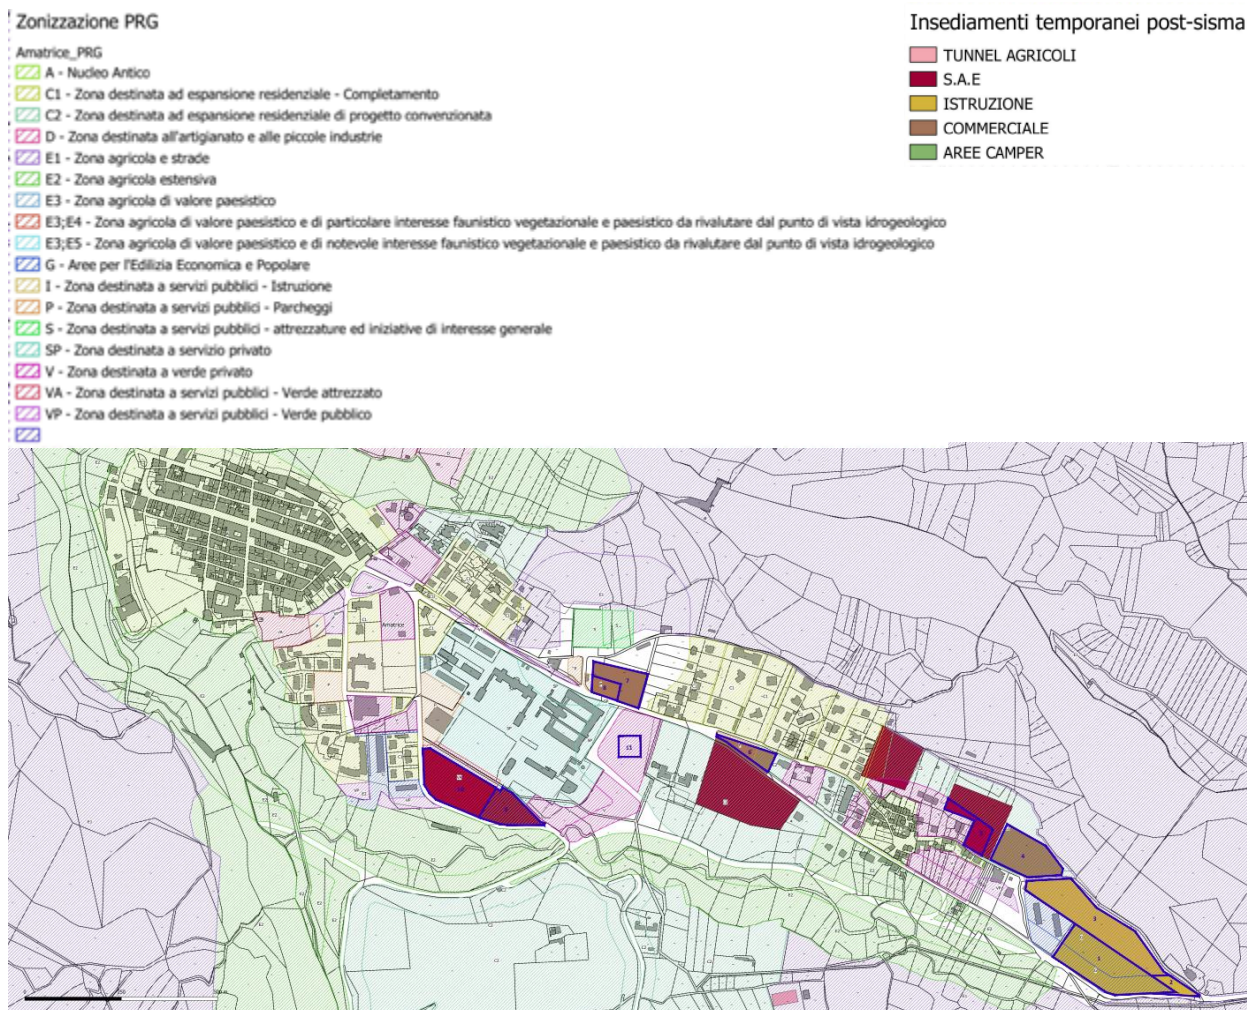 Zonizzazione PRG
Amatrice_PRG
A - Nucleo Antico
C1 - Zona destinata ad espansione residenziale - Completamento
C2 - Zona destinata ad espansione residenziale di progetto convenzionata
D - Zona destinata all'artigianato e alle piccole industrie
E1 - Zona agricola e strade
E2 - Zona agricola estensiva
E3 - Zona agricola di valore paesistico
E3;E4 - Zona agricola di valore paesistico e di particolare interesse faunistico vegetazionale e paesistico da rivalutare dal punto di vista idrogeologico
E3;E5 - Zona agricola di valore paesistico e di notevole interesse faunistico vegetazionale e paesistico da rivalutare dal punto di vista idrogeologico
G - Aree per l'Edilizia Economica e Popolare
I - Zona destinata a servizi pubblici - Istruzione
P - Zona destinata a servizi pubblici - Parcheggi
S - Zona destinata a servizi pubblici - attrezzature ed iniziative di interesse generale
SP - Zona destinata a servizio privato
V - Zona destinata a verde privato
VA - Zona destinata a servizi pubblici - Verde attrezzato
VP - Zona destinata a servizi pubblici - Verde pubblico
Insediamenti temporanei post-sisma
TUNNEL AGRICOLI
S.A.E
ISTRUZIONE
COMMERCIALE
AREE CAMPER
Amatrice